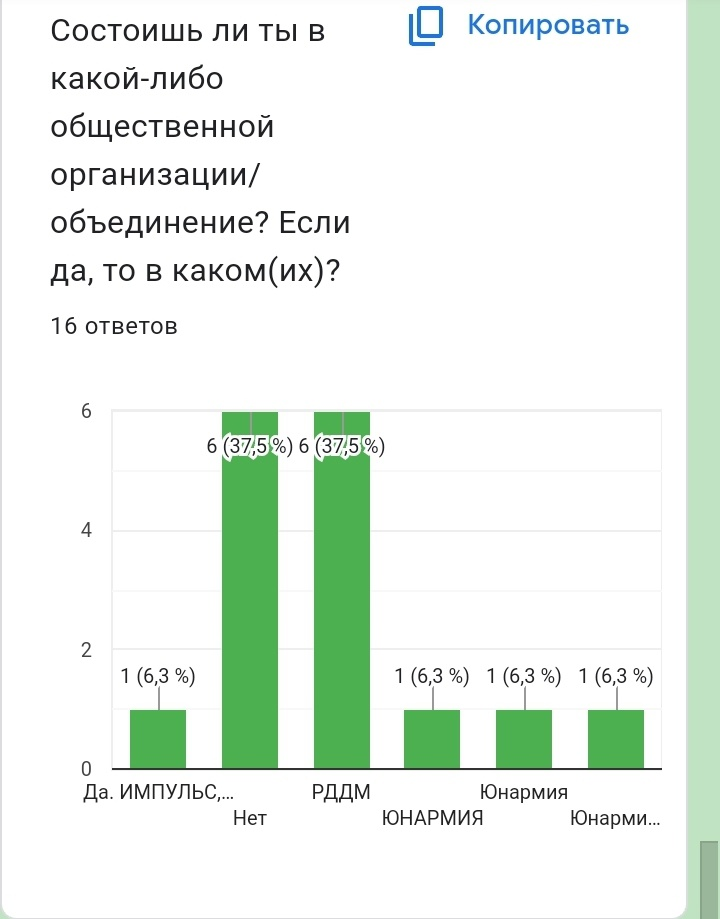 Состоишь ли ты в
какой-либо
общественной
организации/
объединение? Если
да, то в каком(их)?
Копировать
16 ответов
6
4
2
0
1 (6,3 %)
6 (37,5 %)
6 (37,5 %)
1 (6,3 %)
1 (6,3 %)
1 (6,3 %)
Да. ИМПУЛЬС,...
Нет
РДДМ
ЮНАРМИЯ
Юнармия
Юнарми...